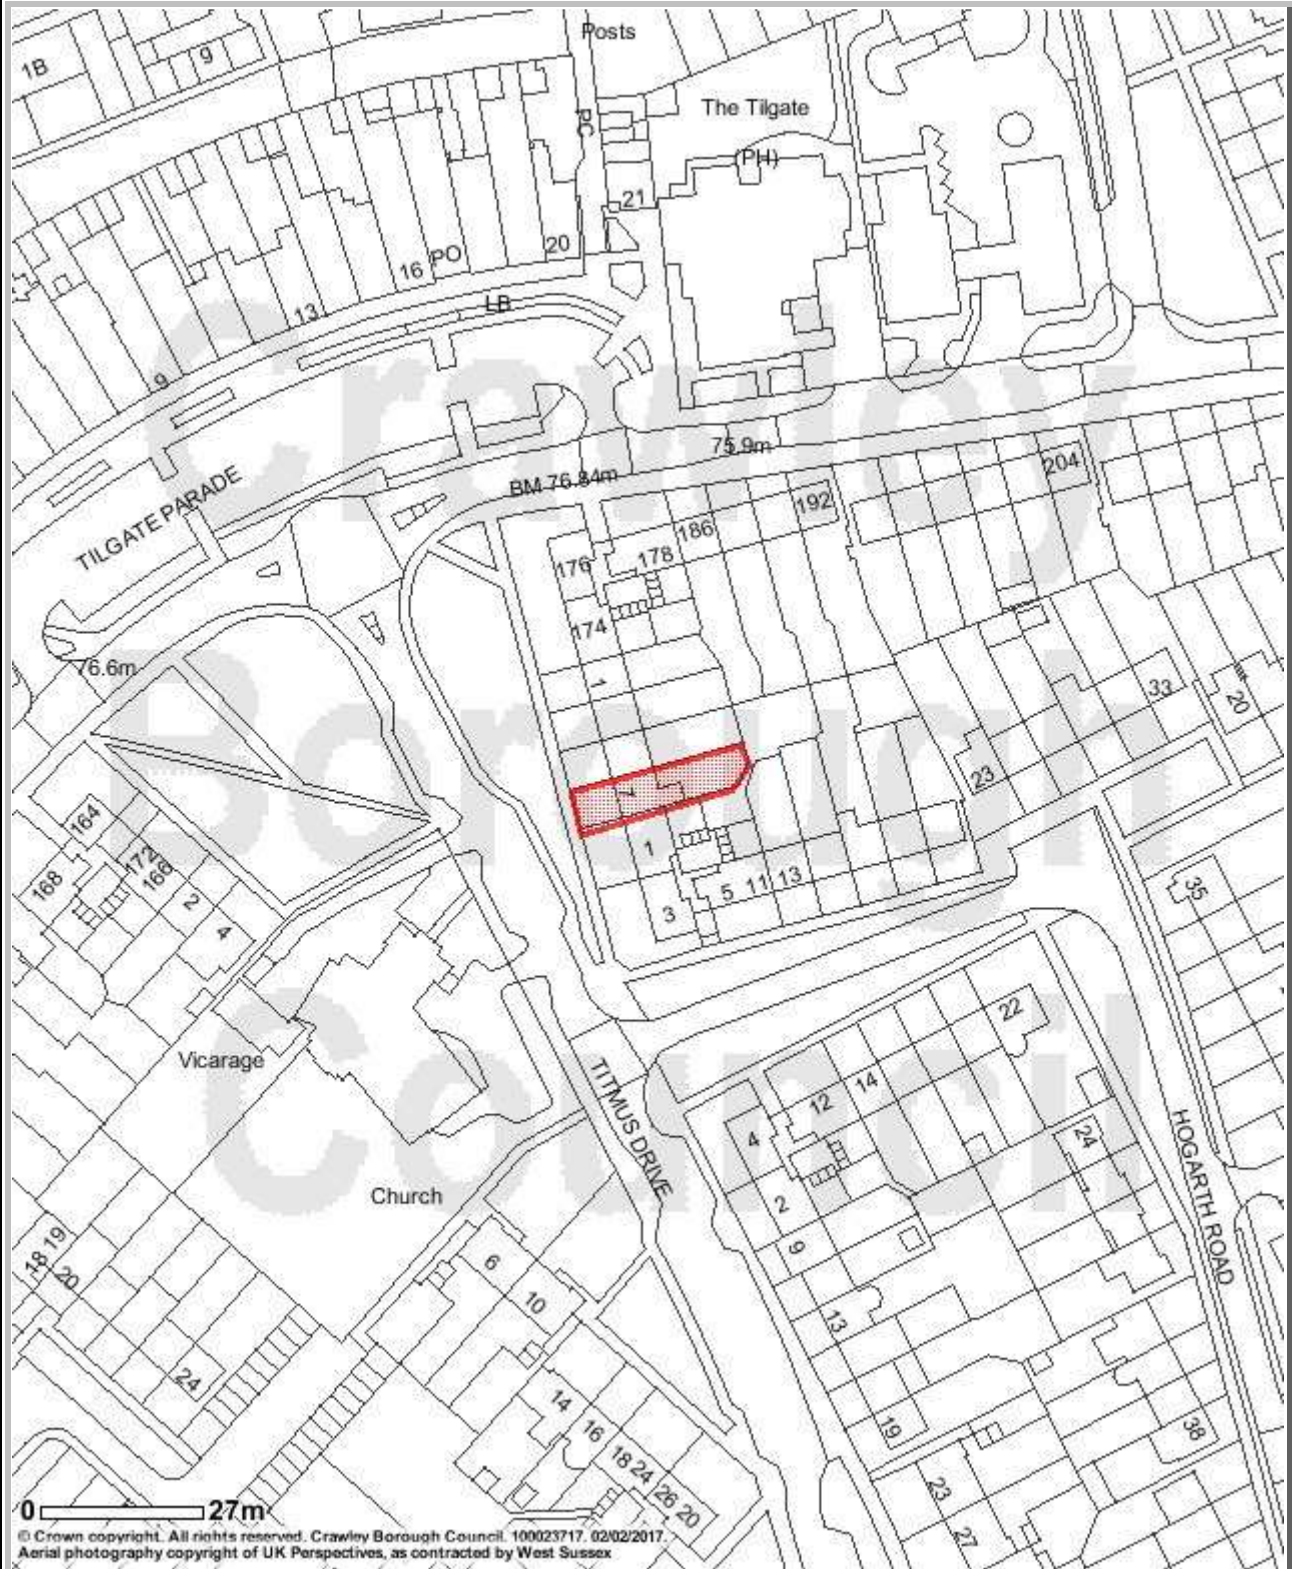 Posts
1B
9
The Tilgate
(PH)
PC
21
20
PO
16
LB
13
9
75.9m
BM 76.84m
204
192
186
178
176
174
TILGATE PARADE
76.6m
1
7
33
20
23
164
172
166
168
2
4
1
3
5
11
13
1
35
Vicarage
Church
TITMUS DRIVE
22
14
12
4
2
9
13
19
24
HOGARTH ROAD
38
23
27
6
10
14
16
18
24
26
20
18
19
20
24
Crawley
Borough
Council
0 27m
© Crown copyright. All rights reserved. Crawley Borough Council. 100023717. 02/02/2017.
Aerial photography copyright of UK Perspectives, as contracted by West Sussex